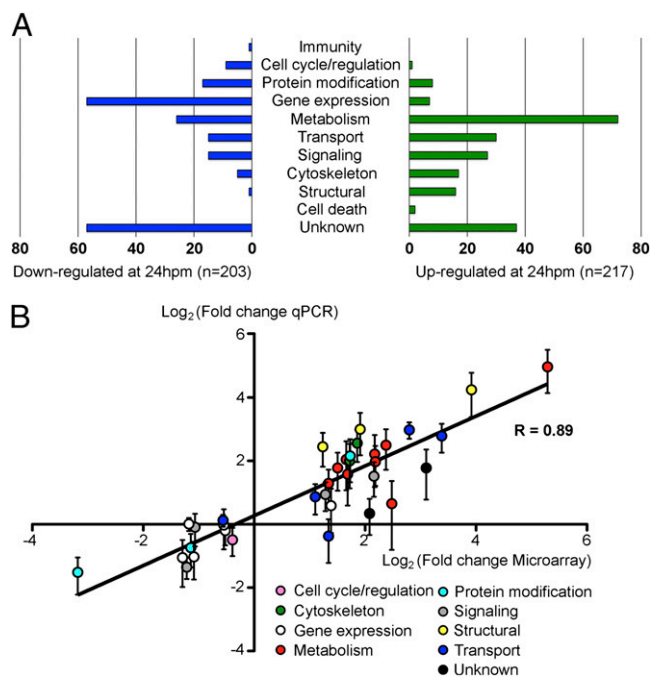 A
Immunity
Cell cycle/regulation
Protein modification
Gene expression
Metabolism
Transport
Signaling
Cytoskeleton
Structural
Cell death
Unknown
80 60 40 20 0 0 20 40 60 80
Down-regulated at 24hpm (n=203) Up-regulated at 24hpm (n=217)
B
Log2 (Fold change qPCR)
6
4
R = 0.89
2
-4 -2 0 2 4 6
Log2 (Fold change Microarray)
-2
Cell cycle/regulation Protein modification
Cytoskeleton Signaling
Gene expression Structural
Metabolism Transport
-4 Unknown